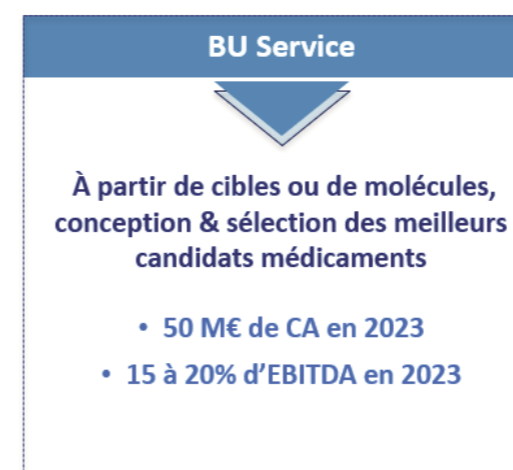 BU Service
À partir de cibles ou de molécules,
conception & sélection des meilleurs
candidats médicaments
• 50 M€ de CA en 2023
• 15 à 20% d’EBITDA en 2023